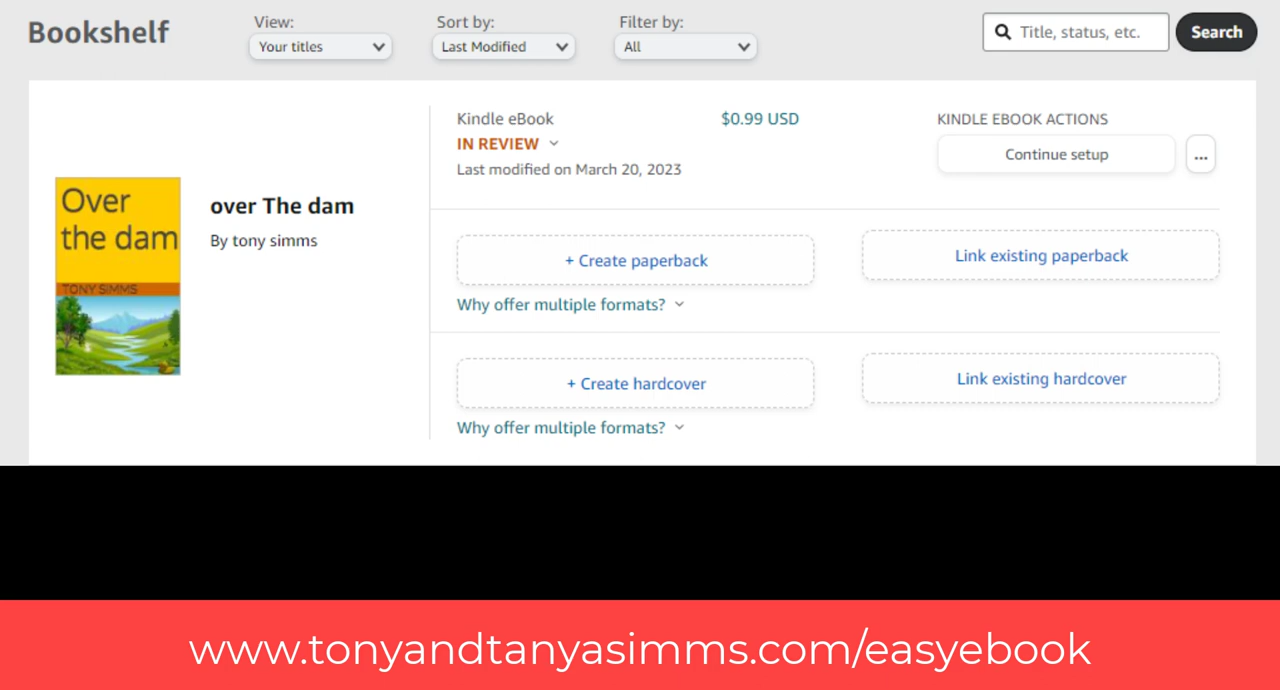 Bookshelf
View:
Your titles
Sort by:
Last Modified
Filter by:
All
Title, status, etc.
Search
Over
the dam
TONY SIMMS
over The dam
By tony simms
Kindle eBook
$0.99 USD
IN REVIEW
Last modified on March 20, 2023
KINDLE EBOOK ACTIONS
Continue setup
...
+ Create paperback
Link existing paperback
Why offer multiple formats?
+ Create hardcover
Link existing hardcover
Why offer multiple formats?
www.tonyandtanyasimms.com/easyebook